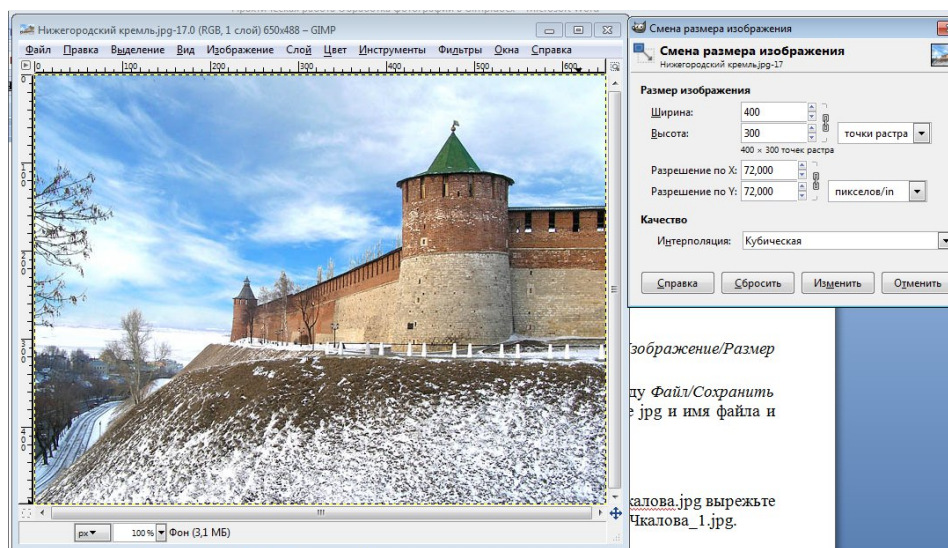 Нижегородский кремль.jpg-17.0 (RGB, 1 слой) 650x488 – GIMP
Файл Правка Выделение Вид Изображение Слой Цвет Инструменты Фильтры Окна Справка
0 100 200 300 400 500 600
px 100 % Фон (3,1 МБ)
Смена размера изображения
Смена размера изображения
Нижегородский кремль.jpg-17
Размер изображения
Ширина: 400
Высота: 300 точки растра
400 × 300 точек растра
Разрешение по X: 72,000
Разрешение по Y: 72,000 пикселов/in
Качество
Интерполяция: Кубическая
Справка Сбросить Изменить Отменить
зображение/Размер
ду Файл/Сохранить
е jpg и имя файла и
калова.jpg вырежьте
Чкалова_1.jpg.